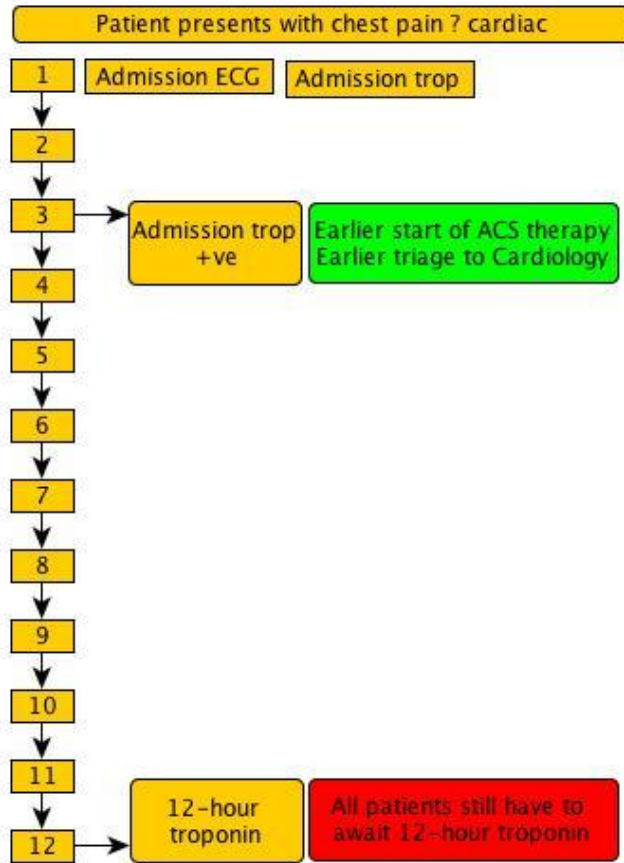 Patient presents with chest pain ? cardiac
1
Admission ECG
Admission trop
2
3
Admission trop
+ve
Earlier start of ACS therapy
Earlier triage to Cardiology
4
5
6
7
8
9
10
11
12
12-hour
troponin
All patients still have to
await 12-hour troponin